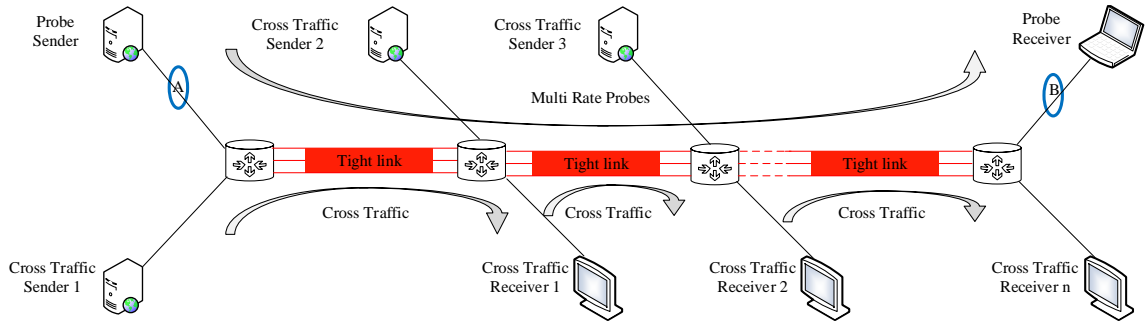 Probe
Sender
Cross Traffic
Sender 2
Cross Traffic
Sender 3
Probe
Receiver
A
Multi Rate Probes
B
Tight link
Tight link
Tight link
Cross Traffic
Cross Traffic
Cross Traffic
Cross Traffic
Sender 1
Cross Traffic
Receiver 1
Cross Traffic
Receiver 2
Cross Traffic
Receiver n